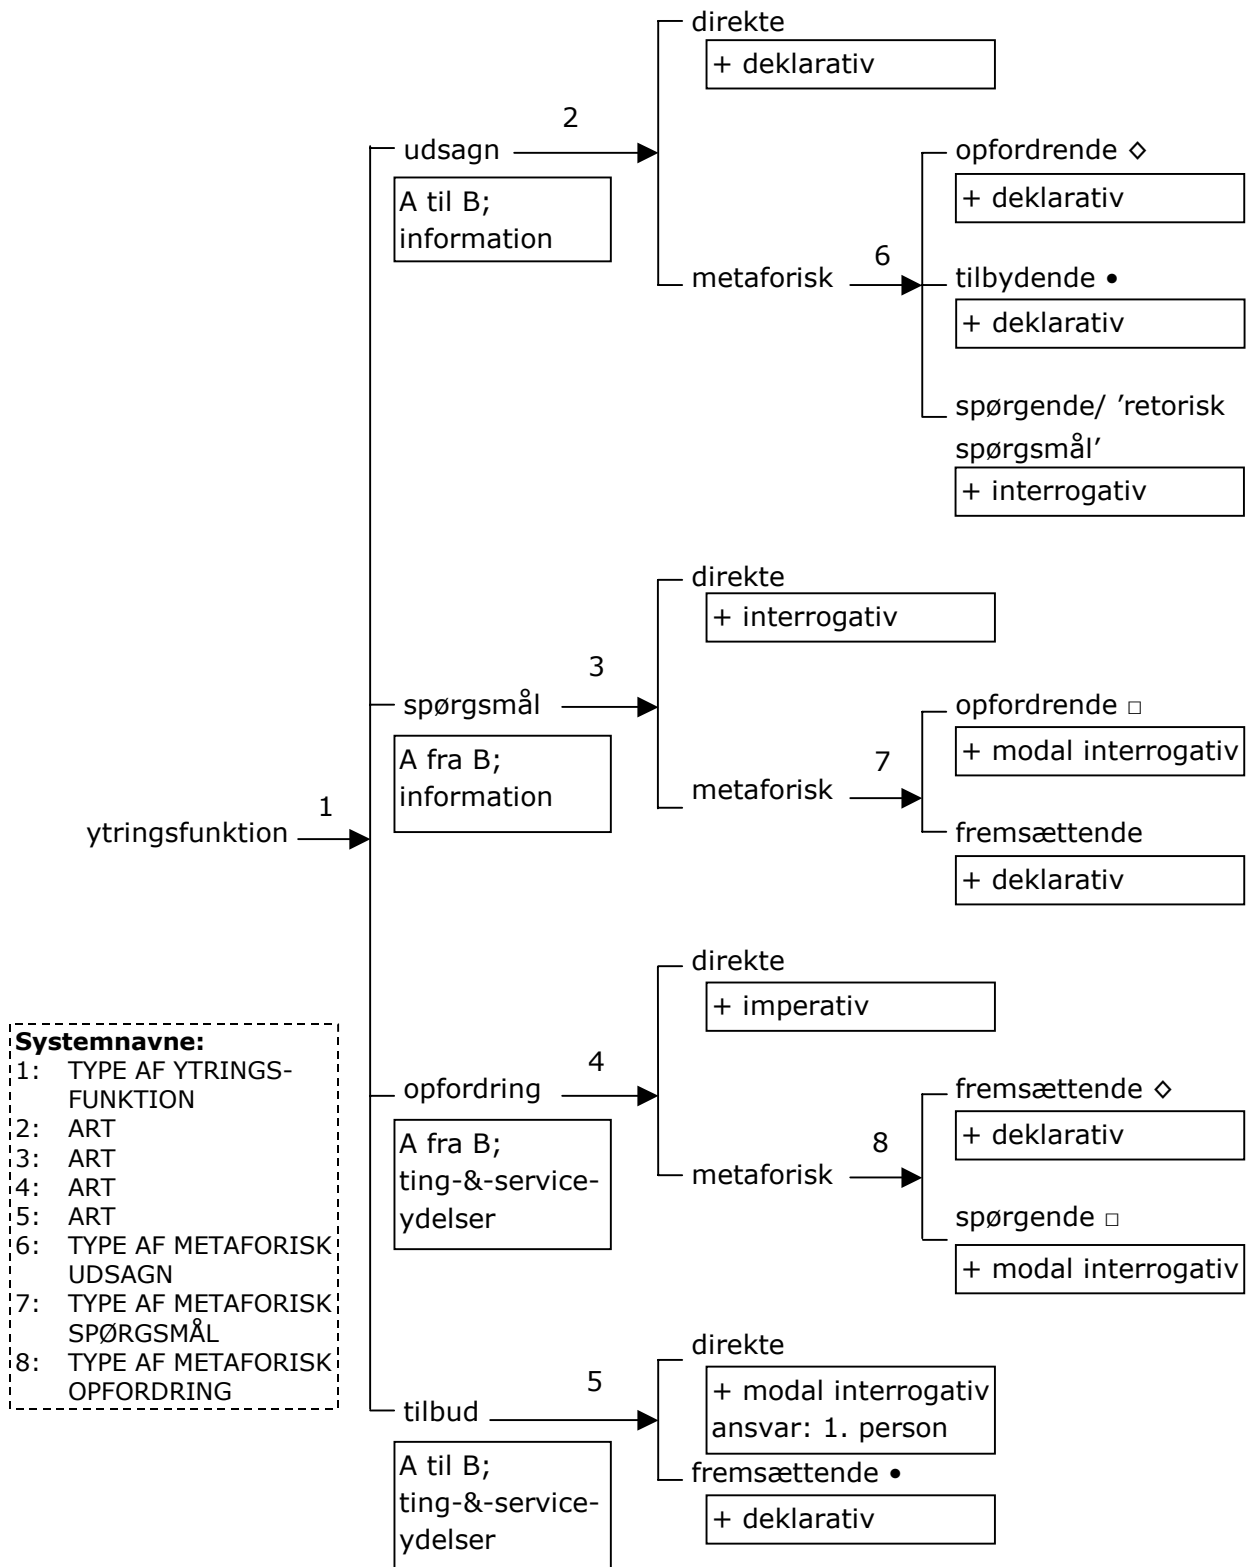 direkte
+ deklarativ
2
udsagn
A til B;
information
opfordrende ◇
+ deklarativ
6
metaforisk
tilbydende •
+ deklarativ
spørgende/ ’retorisk
spørgsmål’
+ interrogativ
direkte
+ interrogativ
3
spørgsmål
A fra B;
information
opfordrende □
+ modal interrogativ
7
metaforisk
fremsættende
+ deklarativ
1
ytringsfunktion
direkte
+ imperativ
4
opfordring
A fra B;
ting-&-service-
ydelser
fremsættende ◇
+ deklarativ
8
metaforisk
spørgende □
+ modal interrogativ
direkte
+ modal interrogativ
ansvar: 1. person
5
tilbud
A til B;
ting-&-service-
ydelser
fremsættende •
+ deklarativ
Systemnavne:
1: TYPE AF YTRINGS-
FUNKTION
2: ART
3: ART
4: ART
5: ART
6: TYPE AF METAFORISK
UDSAGN
7: TYPE AF METAFORISK
SPØRGSMÅL
8: TYPE AF METAFORISK
OPFORDRING